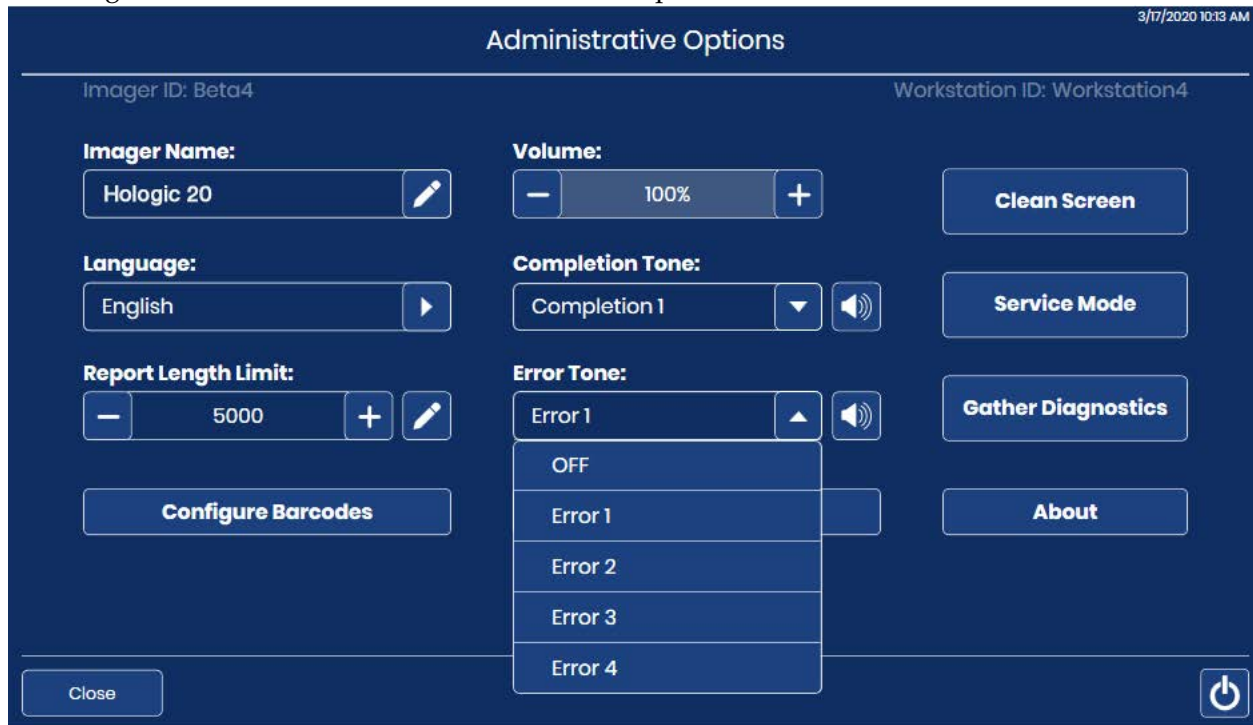 3/17/2020 10:13 AM
Administrative Options
Imager ID: Beta4
Workstation ID: Workstation4
Imager Name:
Hologic 20
Volume:
100%
Clean Screen
Language:
English
Completion Tone:
Completion 1
Service Mode
Report Length Limit:
5000
Error Tone:
Error 1
Gather Diagnostics
OFF
Error 1
Error 2
Error 3
Error 4
Configure Barcodes
About
Close